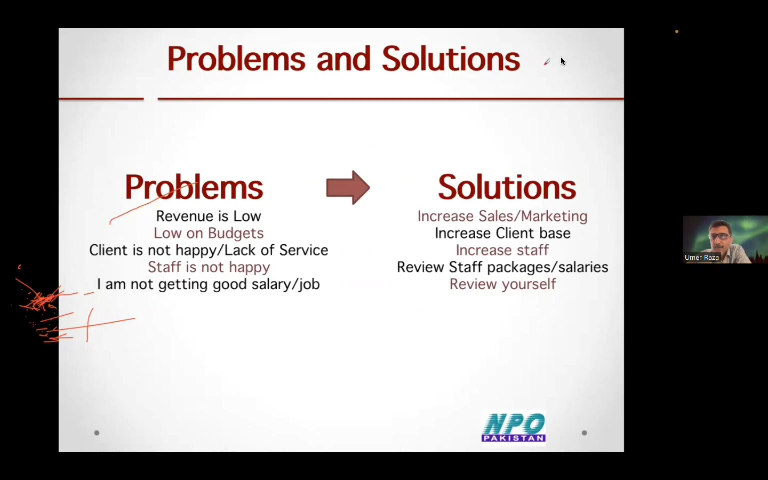 Problems and Solutions
Problems
Revenue is Low
Low on Budgets
Client is not happy/Lack of Service
Staff is not happy
I am not getting good salary/job
Solutions
Increase Sales/Marketing
Increase Client base
Increase staff
Review Staff packages/salaries
Review yourself
Umer Raza
NPO
PAKISTAN